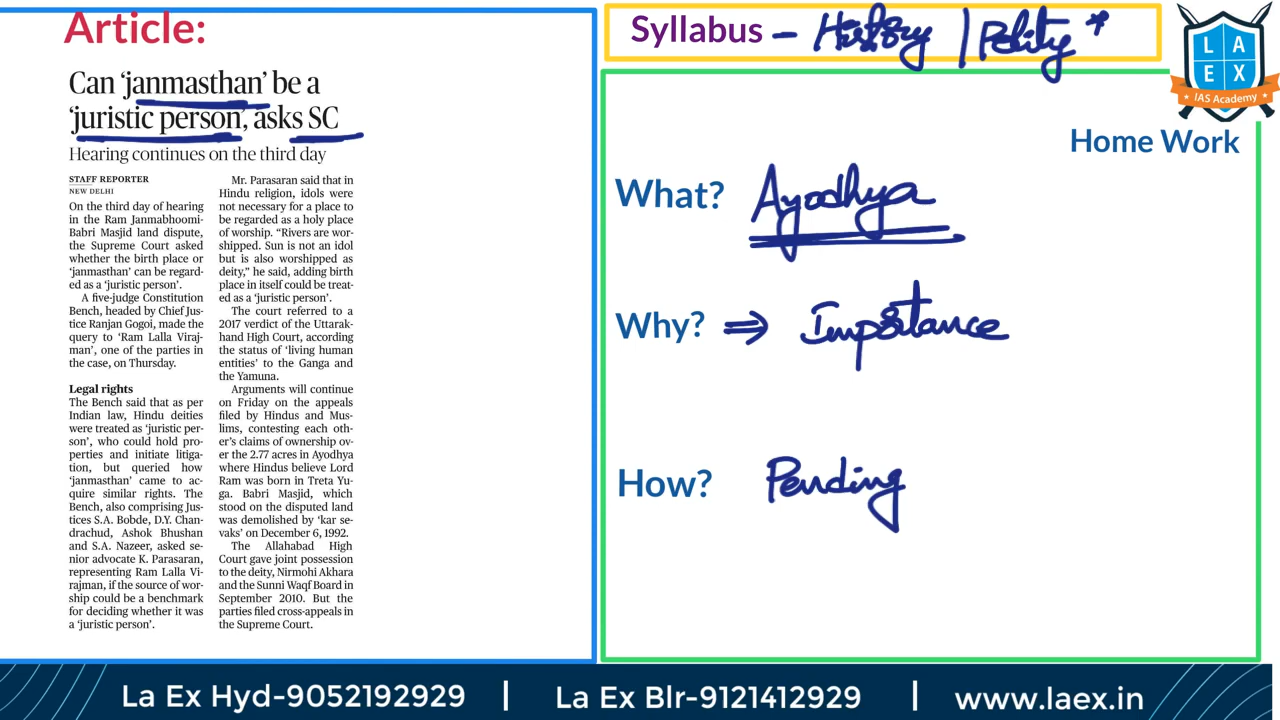 Article:
Can 'janmasthan' be a
'juristic person', asks SC
Hearing continues on the third day
STAFF REPORTER
NEW DELHI
On the third day of hearing
in the Ram Janmabhoomi-
Babri Masjid land dispute,
the Supreme Court asked
whether the birth place or
'janmasthan' can be regard-
ed as a 'juristic person'.
A five-judge Constitution
Bench, headed by Chief Jus-
tice Ranjan Gogoi, made the
query to 'Ram Lalla Viraj-
man', one of the parties in
the case, on Thursday.
Legal rights
The Bench said that as per
Indian law, Hindu deities
were treated as 'juristic per-
son', who could hold pro-
perties and initiate litiga-
tion, but queried how
'janmasthan' came to ac-
quire similar rights. The
Bench, also comprising Jus-
tices S.A. Bobde, D.Y. Chan-
drachud, Ashok Bhushan
and S.A. Nazeer, asked se-
nior advocate K. Parasaran,
representing Ram Lalla Vi-
rajman, if the source of wor-
ship could be a benchmark
for deciding whether it was
a 'juristic person'.
Mr. Parasaran said that in
Hindu religion, idols were
not necessary for a place to
be regarded as a holy place
of worship. "Rivers are wor-
shipped. Sun is not an idol
but is also worshipped as
deity," he said, adding birth
place in itself could be treat-
ed as a 'juristic person'.
The court referred to a
2017 verdict of the Uttarak-
hand High Court, according
the status of 'living human
entities' to the Ganga and
the Yamuna.
Arguments will continue
on Friday on the appeals
filed by Hindus and Mus-
lims, contesting each oth-
er's claims of ownership ov-
er the 2.77 acres in Ayodhya
where Hindus believe Lord
Ram was born in Treta Yu-
ga. Babri Masjid, which
stood on the disputed land
was demolished by 'kar se-
vaks' on December 6, 1992.
The Allahabad High
Court gave joint possession
to the deity, Nirmohi Akhara
and the Sunni Waqf Board in
September 2010. But the
parties filed cross-appeals in
the Supreme Court.
Syllabus - History / Polity *
LA
EX
IAS Academy
Home Work
What? Ayodhya
Why? ⇒ Importance
How? Pending
La Ex Hyd-9052192929 | La Ex Blr-9121412929 | www.laex.in